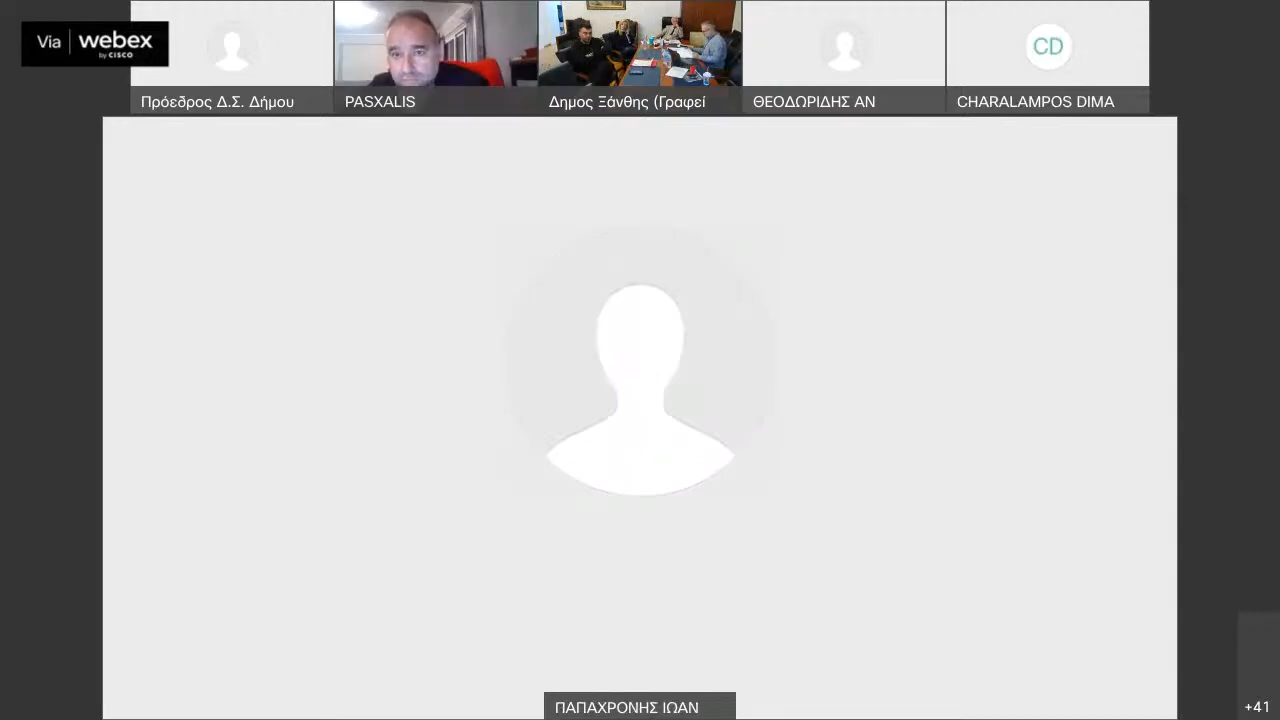 Via webex
by CISCO
Πρόεδρος Δ.Σ. Δήμου
PASXALIS
Δημος Ξάνθης (Γραφεί
ΘΕΟΔΩΡΙΔΗΣ ΑΝ
CHARALAMPOS DIMA
CD
ΠΑΠΑΧΡΟΝΗΣ ΙΩΑΝ
+41